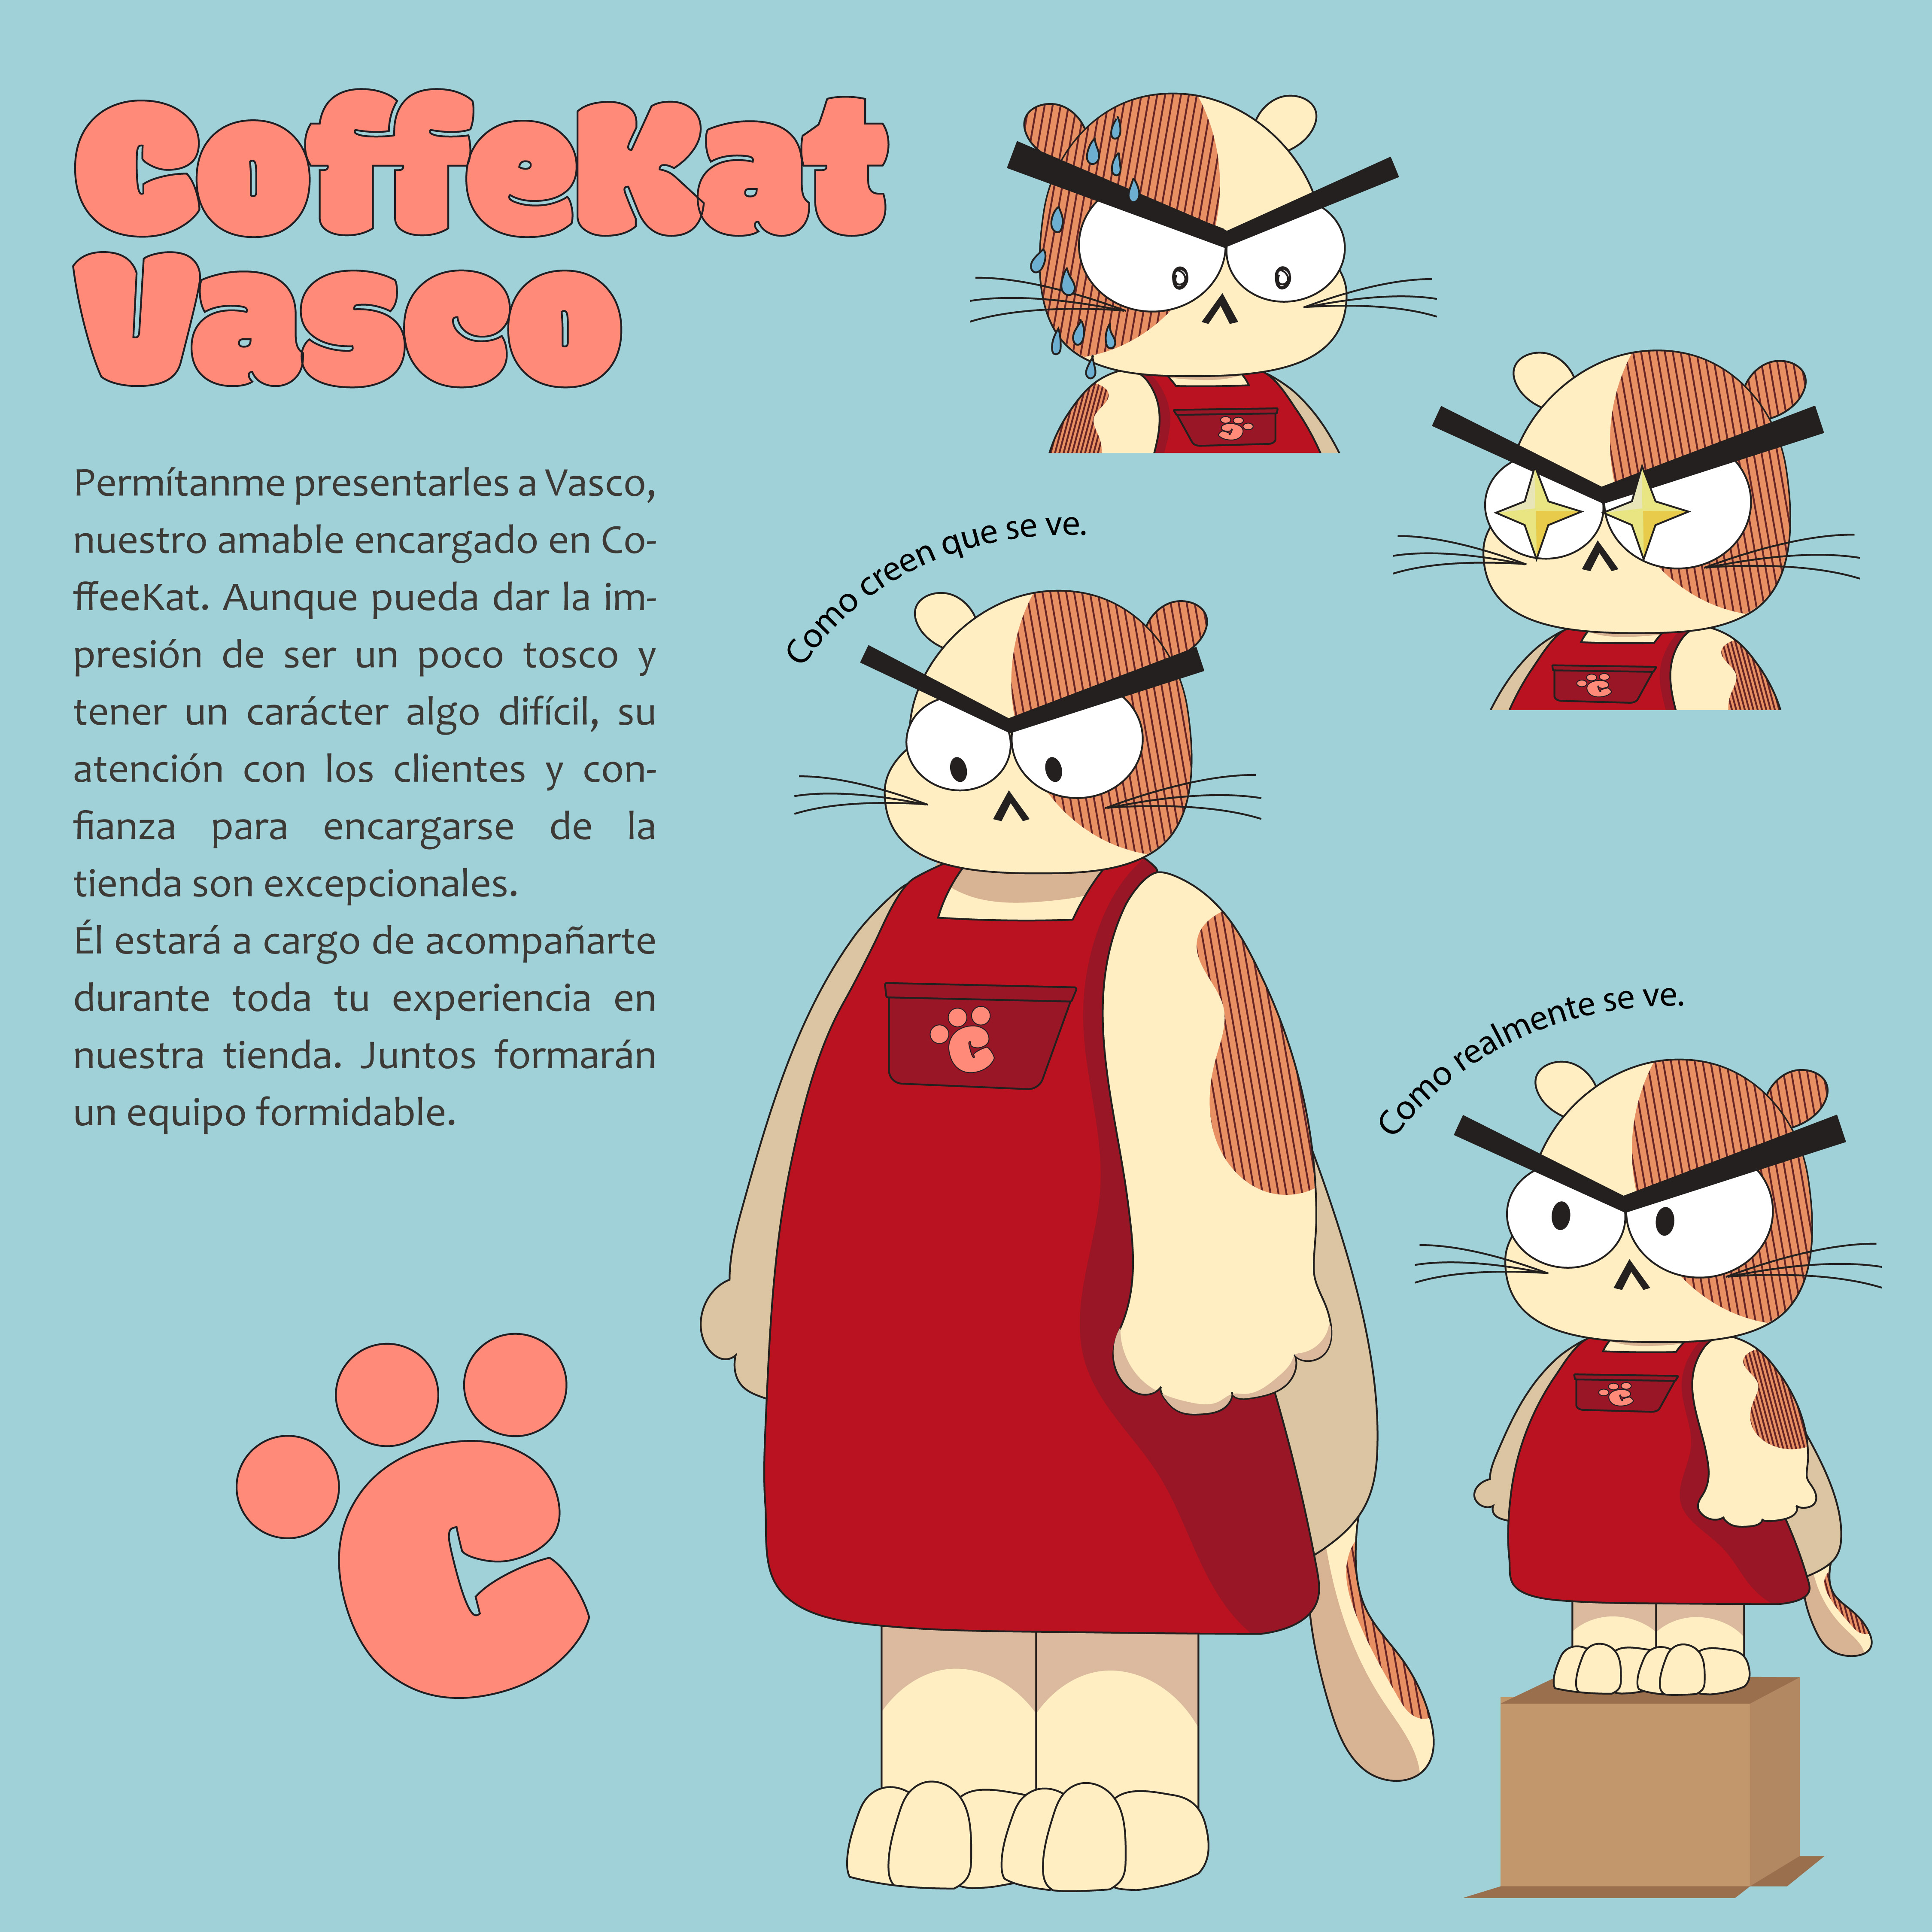 CoffeKat
Vasco
Permítanme presentarles a Vasco,
nuestro amable encargado en Co-
ffeeKat. Aunque pueda dar la im-
presión de ser un poco tosco y
tener un carácter algo difícil, su
atención con los clientes y con-
fianza para encargarse de la
tienda son excepcionales.
Él estará a cargo de acompañarte
durante toda tu experiencia en
nuestra tienda. Juntos formarán
un equipo formidable.
Como creen que se ve.
Como realmente se ve.
C